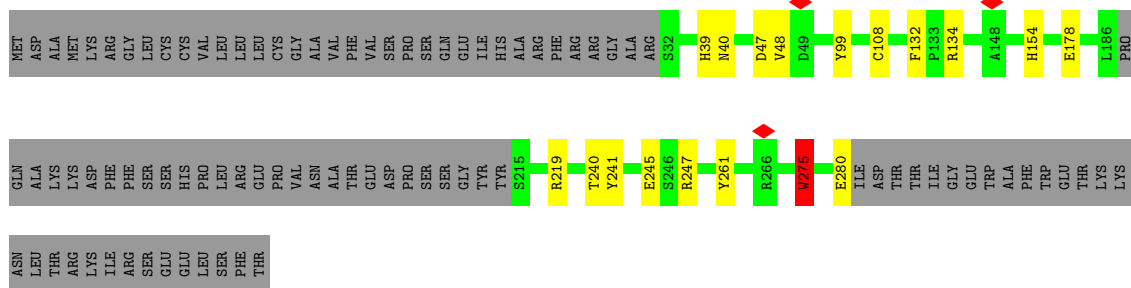 MET ASP ALA MET LYS ARG GLY LEU CYS CYS VAL LEU LEU LEU CYS GLY ALA VAL PHE VAL SER PRO SER GLN GLU ILE HIS ALA ARG PHE ARG ARG GLY ALA ARG S32 H39 N40 D47 V48 D49 Y99 C108 F132 P133 R134 A148 H154 E178 L186 PRO
GLN ALA LYS LYS ASP PHE PHE SER SER HIS PRO LEU ARG GLU PRO VAL ASN ALA THR GLU ASP PRO SER SER GLY TYR TYR S215 R219 T240 Y241 E245 S246 R247 Y261 R266 W275 E280 ILE ASP THR THR ILE GLY GLU TRP ALA PHE TRP GLU THR LYS LYS
ASN LEU THR ARG LYS ILE ARG SER GLU GLU LEU SER PHE THR